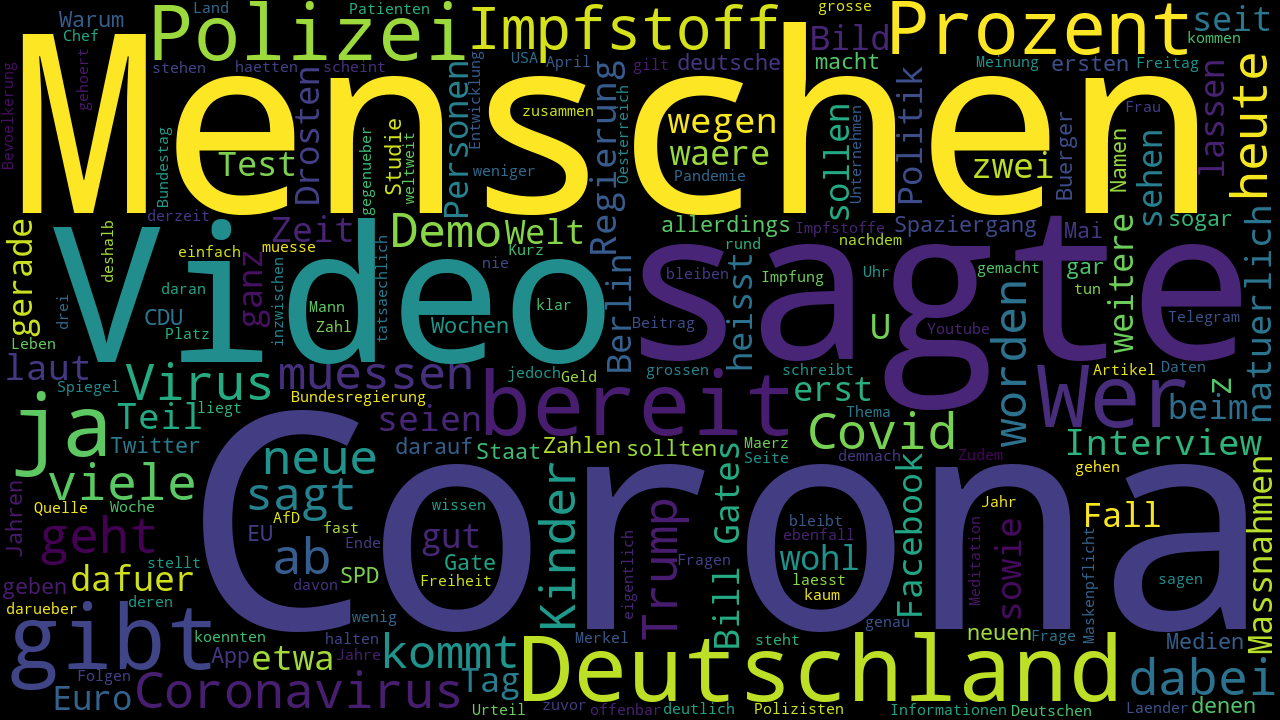 Menschen
Corona
Video
sagte
Deutschland
Polizei
Impfstoff
Prozent
Warum
Land
Patienten
Chef
grosse
Bild
seit
kommen
stehen
haetten
scheint
USA
April
gilt
deutsche
macht
Meinung
ersten
Freitag
Bevoelkerung
gehoert
Drosten
Personen
Entwicklung
zusammen
Regierung
wegen
waere
Pandemie
sollen
Unternehmen
Politik
zwei
Buerger
Frau
Namen
sehen
lassen
heute
Test
Bundestag
gegenueber
Studie
weltweit
weniger
Oesterreich
derzeit
Zeit
Demo
Welt
Kurz
allerdings
Impfstoffe
Spaziergang
Mai
sogar
nachdem
gerade
deshalb
einfach
muesse
ganz
inzwischen
tatsaechlich
nie
rund
bleiben
Impfung
Uhr
gemacht
gar
tun
weitere
natuerlich
drei
daran
CDU
Platz
Mann
Zahl
klar
Wochen
Berlin
Beitrag
heisst
U
Youtube
worden
Telegram
Leben
laut
Spiegel
Virus
muessen
jedoch
Geld
grossen
schreibt
erst
Artikel
Daten
z
Wer
beim
Bundesregierung
bereit
ja
Teil
liegt
seien
Thema
Covid
Twitter
darauf
Staat
Zahlen
sollten
Maerz
Seite
demnach
Zudem
Interview
viele
neue
sagt
Kinder
Gates
Bill
Facebook
gehen
Massnahmen
Jahren
Quelle
Woche
AfD
fast
wissen
Trump
bleibt
ebenfall
Jahr
Fall
geht
EU
gut
Ende
Gate
Fragen
wohl
stellt
ab
davon
SPD
Freiheit
eigentlich
laesst
kaum
Meditation
sowie
Maskenpflicht
sagen
geben
dafuer
darueber
deren
wenig
genau
gibt
koennten
halten
Merkel
steht
neuen
Frage
Medien
App
etwa
Jahre
kommt
Folgen
Euro
Coronavirus
Tag
Urteil
zuvor
offenbar
deutlich
Polizisten
Informationen
Deutschen
dabei
Laender
denen